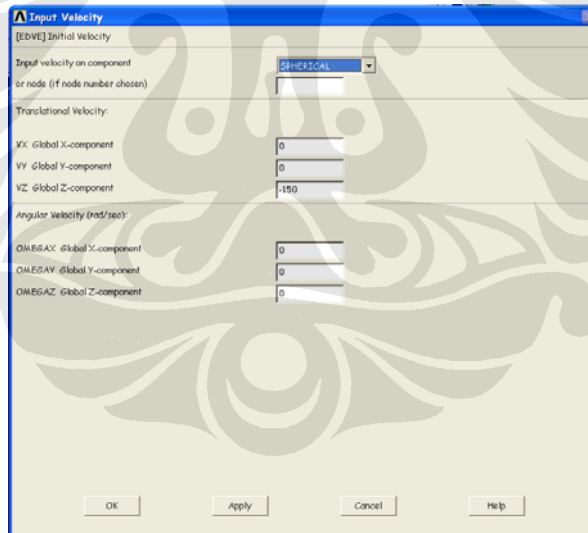 Input Velocity
[EDVE] Initial Velocity
Input velocity on component
SPHERICAL
or node (if node number chosen)
Translational Velocity:
VX Global X-component
0
VY Global Y-component
0
VZ Global Z-component
-150
Angular Velocity (rad/sec):
OMEGAX Global X-component
0
OMEGAY Global Y-component
0
OMEGAZ Global Z-component
0
OK
Apply
Cancel
Help